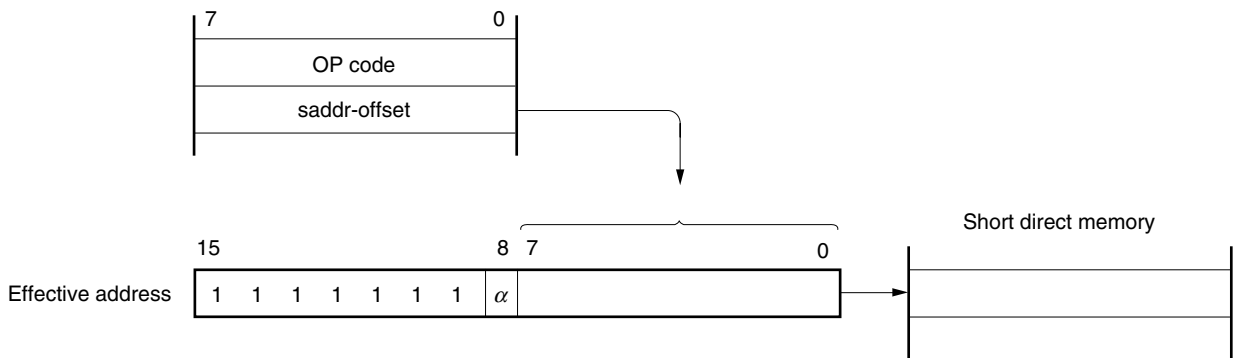 7 0
OP code
saddr-offset
Short direct memory
15 8 7 0
Effective address 1 1 1 1 1 1 1 α